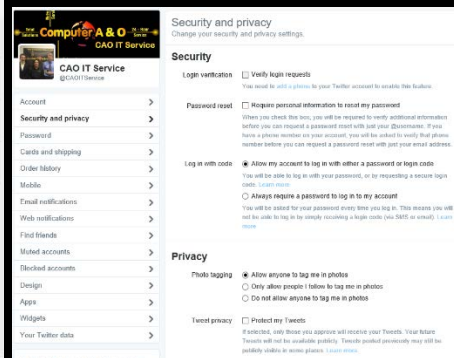 Computer A & O
CAO IT Service
CAO IT Service
@CAOITService
Account
Security and privacy
Password
Cards and shipping
Order history
Mobile
Email notifications
Web notifications
Find friends
Muted accounts
Blocked accounts
Design
Apps
Widgets
Your Twitter data
Security and privacy
Change your security and privacy settings.
Security
Login verification
Verify login requests
You need to add a phone to your Twitter account to enable this feature.
Password reset
Require personal information to reset my password
When you check this box, you will be required to verify additional information
before you can request a password reset with just your @username. If you
have a phone number on your account, you will be asked to verify that phone
number before you can request a password reset with just your email address.
Log in with code
Allow my account to log in with either a password or login code
You will be able to log in with your password, or by requesting a secure login
code. Learn more
Always require a password to log in to my account
You will be asked for your password every time you log in. This means you will
not be able to log in by simply receiving a login code (via SMS or email). Learn
more
Privacy
Photo tagging
Allow anyone to tag me in photos
Only allow people I follow to tag me in photos
Do not allow anyone to tag me in photos
Tweet privacy
Protect my Tweets
If selected, only those you approve will receive your Tweets. Your future
Tweets will not be available publicly. Tweets posted previously may still be
publicly visible in some places. Learn more.